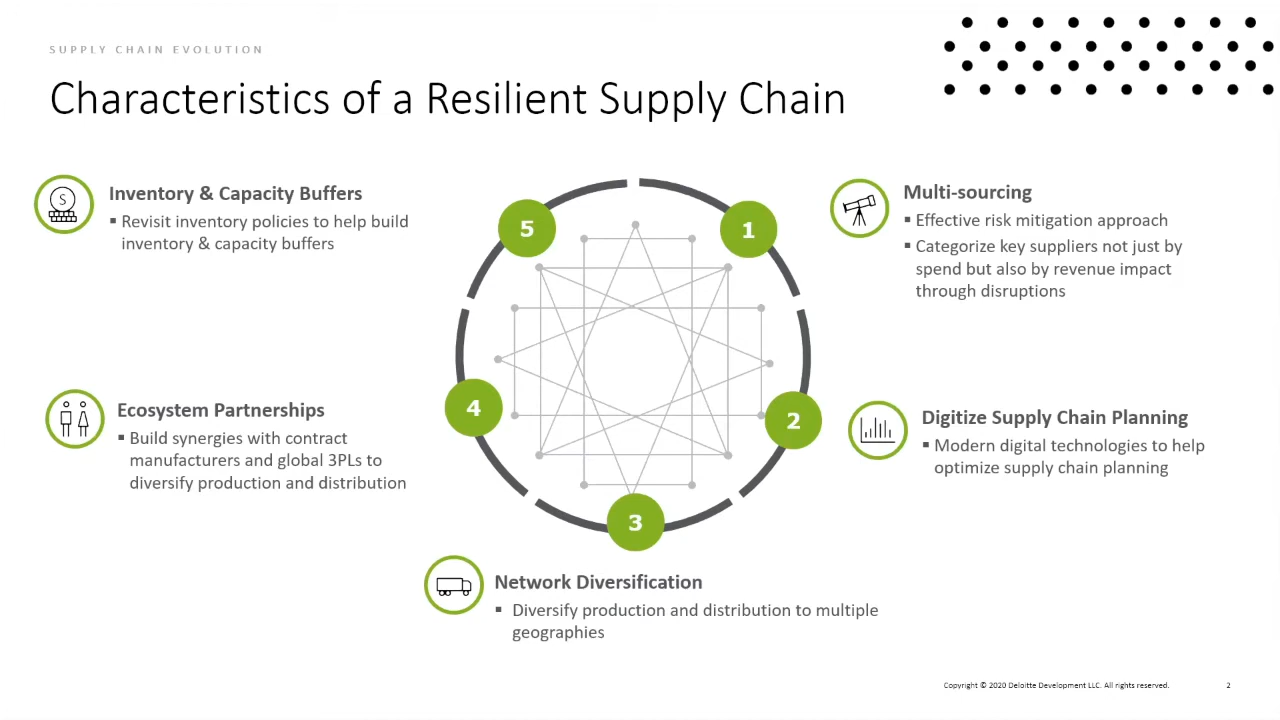 SUPPLY CHAIN EVOLUTION
Characteristics of a Resilient Supply Chain
Inventory & Capacity Buffers
▪ Revisit inventory policies to help build
inventory & capacity buffers
5
1
Multi-sourcing
▪ Effective risk mitigation approach
▪ Categorize key suppliers not just by
spend but also by revenue impact
through disruptions
Ecosystem Partnerships
▪ Build synergies with contract
manufacturers and global 3PLs to
diversify production and distribution
4
2
Digitize Supply Chain Planning
▪ Modern digital technologies to help
optimize supply chain planning
3
Network Diversification
▪ Diversify production and distribution to multiple
geographies
S
Copyright © 2020 Deloitte Development LLC. All rights reserved.
2